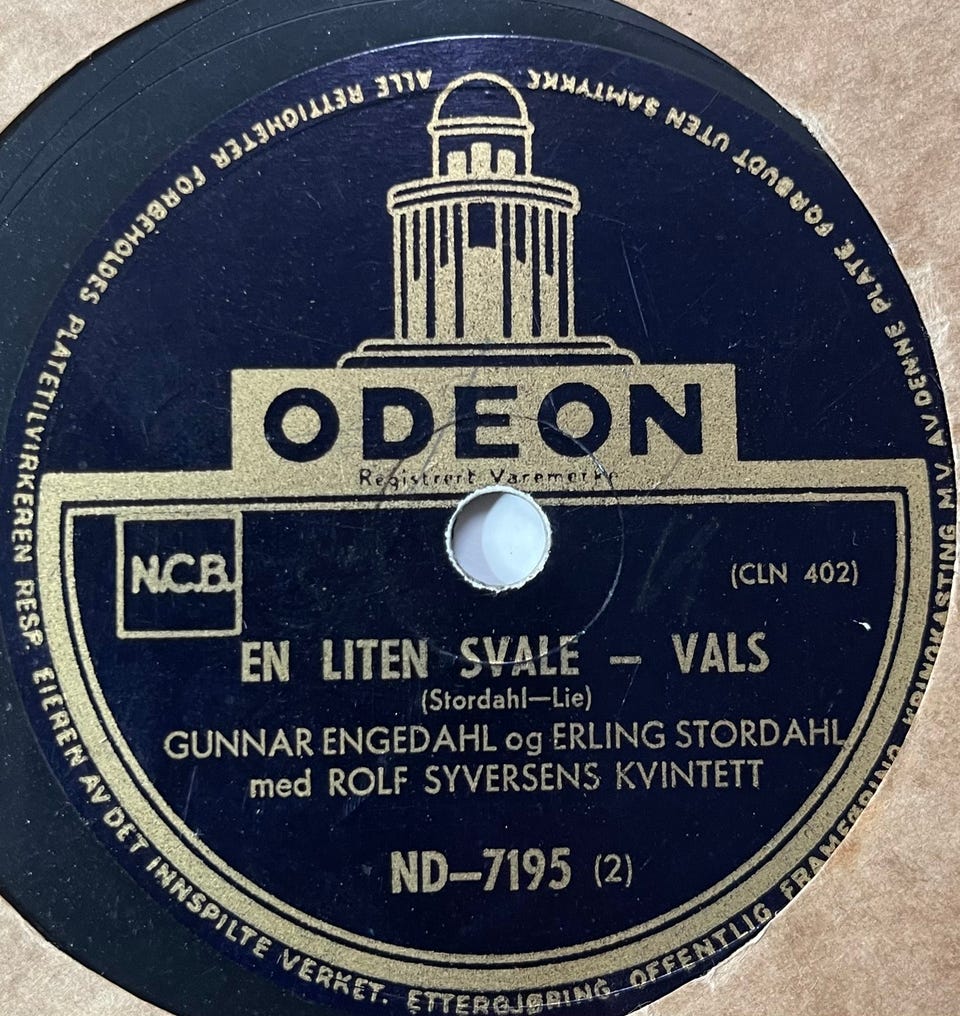 ALLE RETTIGHETER FORBEHOLDES PLATETILVIRKEREN RESP. EIEREN AV DET INNSPILTE VERKET. ETTERGJØRING, OFFENTLIG FRAMFØRING, KRINGKASTING M.V. AV DENNE PLATE FORBUDT UTEN SAMTYKKE
ODEON
Registrert Varemerke
N.C.B.
(CLN 402)
EN LITEN SVALE – VALS
(Stordahl—Lie)
GUNNAR ENGEDAHL og ERLING STORDAHL
med ROLF SYVERSENS KVINTETT
ND—7195 (2)